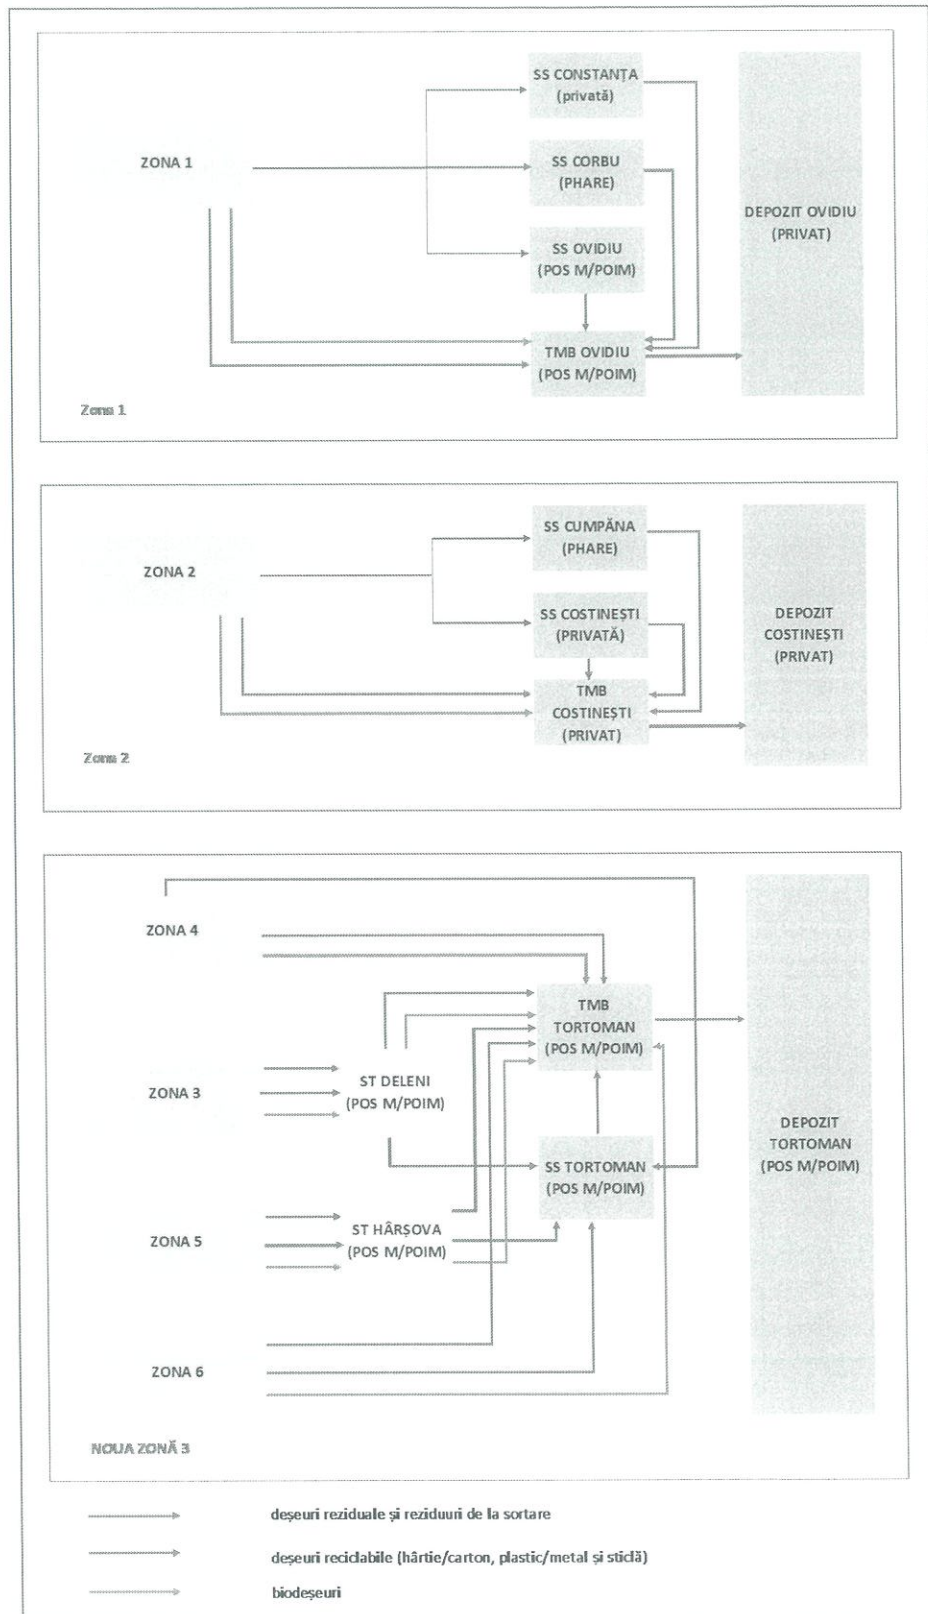 SS CONSTANȚA
(privată)
ZONA 1
SS CORBU
(PHARE)
DEPOZIT OVIDIU
(PRIVAT)
SS OVIDIU
(POS M/POIM)
TMB OVIDIU
(POS M/POIM)
Zona 1
SS CUMPĂNA
(PHARE)
ZONA 2
SS COSTINEȘTI
(PRIVATĂ)
DEPOZIT
COSTINEȘTI
(PRIVAT)
TMB
COSTINEȘTI
(PRIVAT)
Zona 2
ZONA 4
TMB
TORTOMAN
(POS M/POIM)
ZONA 3
ST DELENI
(POS M/POIM)
DEPOZIT
TORTOMAN
(POS M/POIM)
SS TORTOMAN
(POS M/POIM)
ZONA 5
ST HÂRȘOVA
(POS M/POIM)
ZONA 6
NOUA ZONĂ 3
deșeuri reziduale și reziduuri de la sortare
deșeuri reciclabile (hârtie/carton, plastic/metal și sticlă)
biodeșeuri